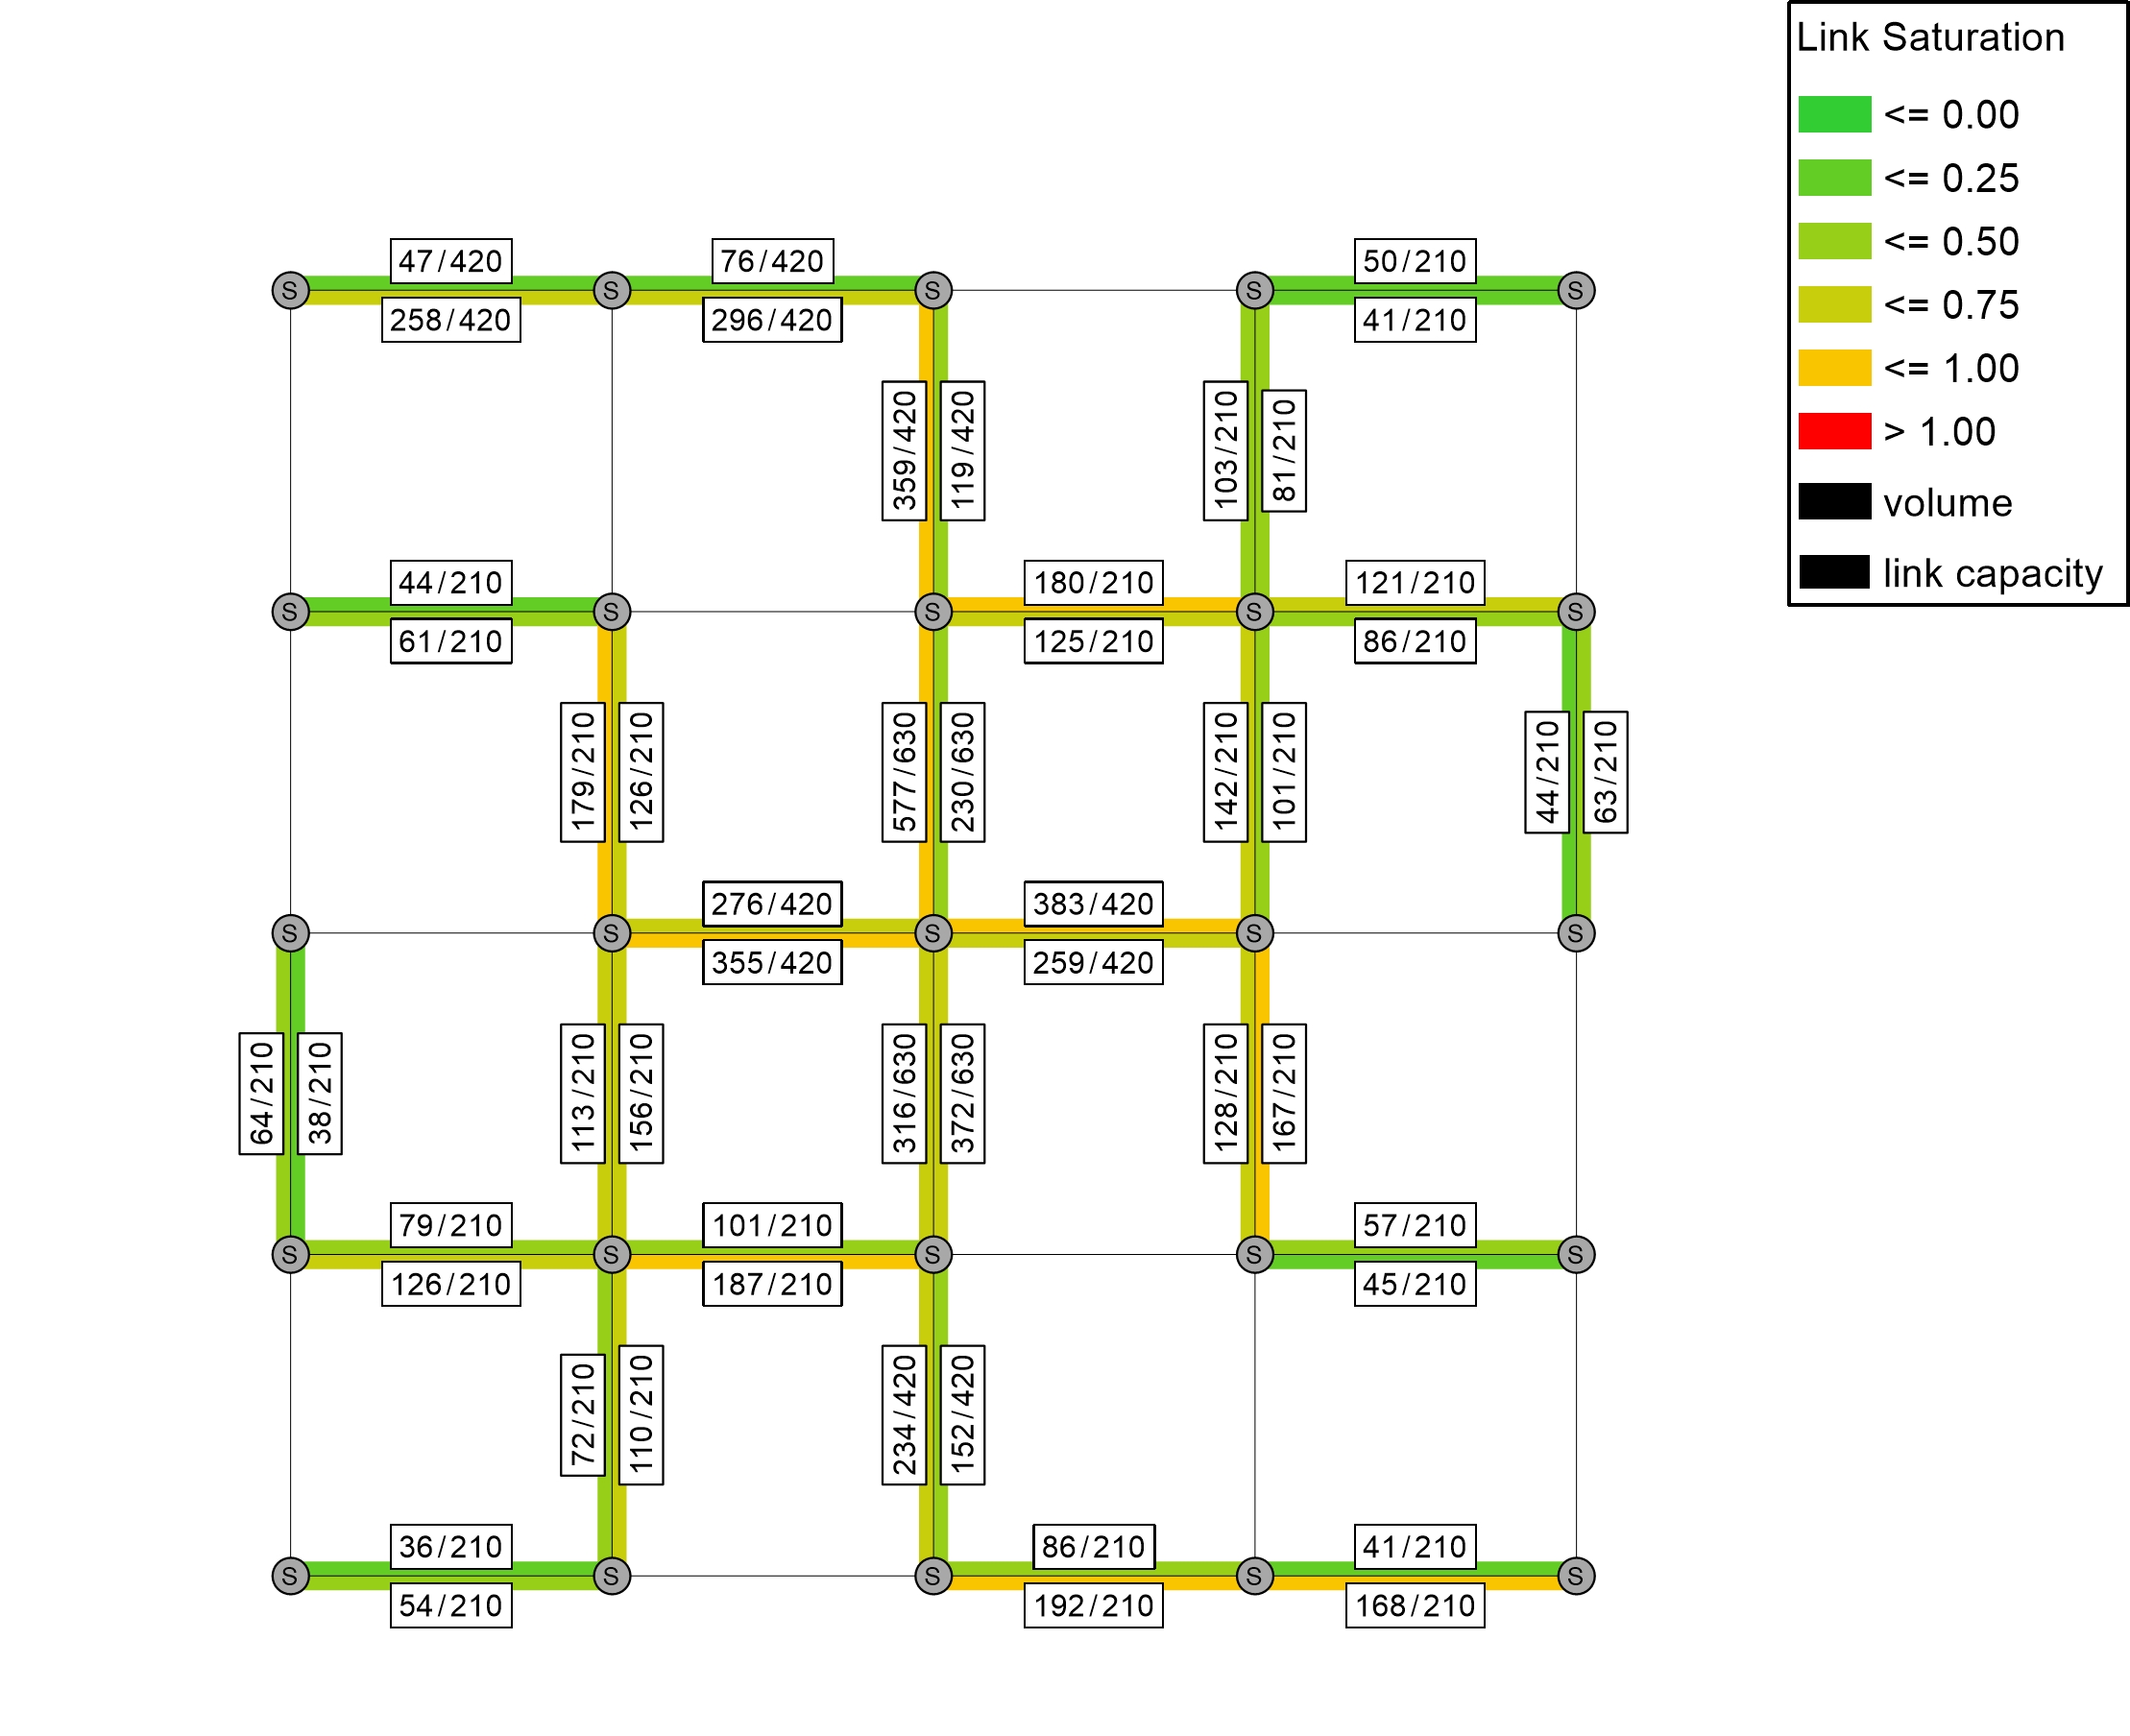 Link Saturation
<= 0.00
<= 0.25
<= 0.50
<= 0.75
<= 1.00
> 1.00
volume
link capacity
47/420
76/420
50/210
S
S
S
S
S
258/420
296/420
41/210
359/420
119/420
103/210
81/210
44/210
180/210
121/210
S
S
S
S
S
61/210
125/210
86/210
179/210
126/210
577/630
230/630
142/210
101/210
44/210
63/210
276/420
383/420
S
S
S
S
S
355/420
259/420
64/210
38/210
113/210
156/210
316/630
372/630
128/210
167/210
79/210
101/210
57/210
S
S
S
S
S
126/210
187/210
45/210
72/210
110/210
234/420
152/420
36/210
86/210
41/210
S
S
S
S
S
54/210
192/210
168/210